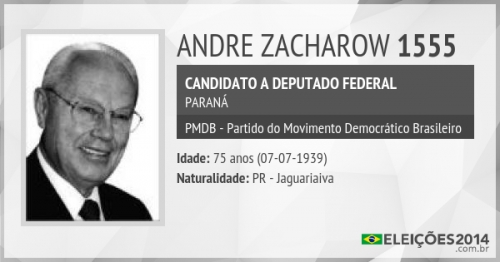 ANDRE ZACHAROW 1555
CANDIDATO A DEPUTADO FEDERAL
PARANÁ
PMDB - Partido do Movimento Democrático Brasileiro
Idade: 75 anos (07-07-1939)
Naturalidade: PR - Jaguariaiva
ELEIÇÕES2014
.com.br